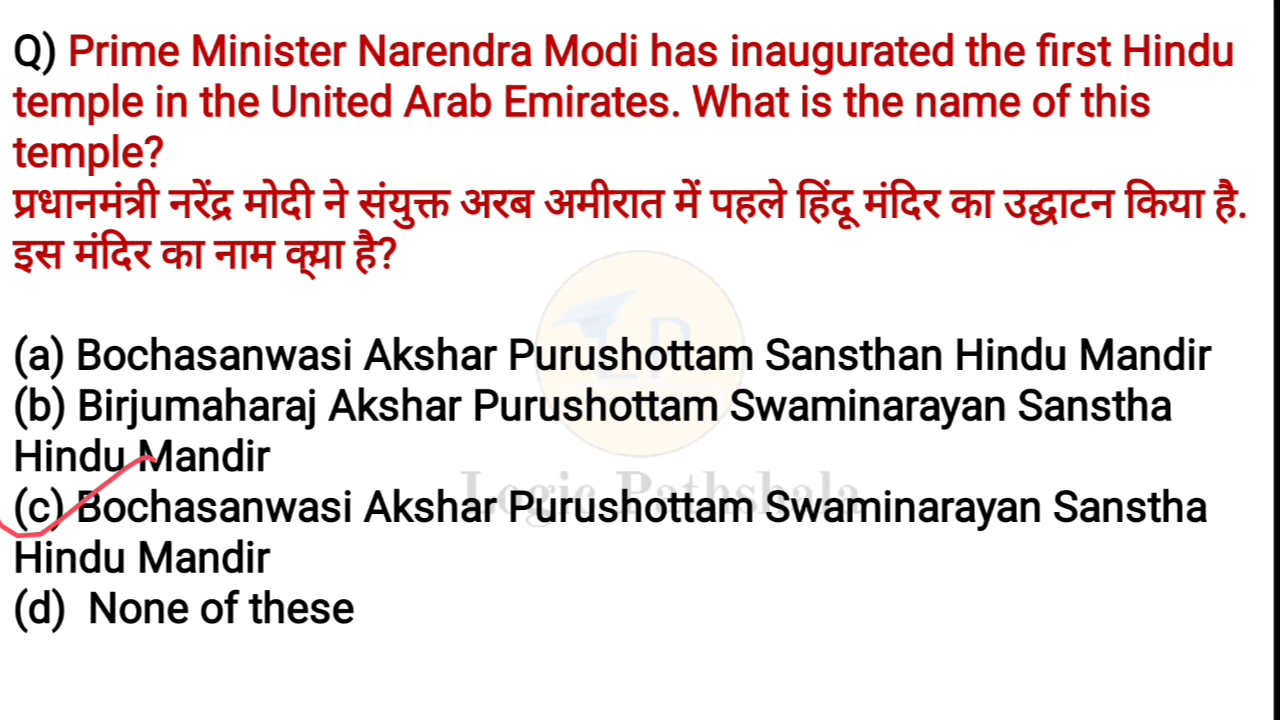 Q) Prime Minister Narendra Modi has inaugurated the first Hindu
temple in the United Arab Emirates. What is the name of this
temple?
प्रधानमंत्री नरेंद्र मोदी ने संयुक्त अरब अमीरात में पहले हिंदू मंदिर का उद्घाटन किया है.
इस मंदिर का नाम क्या है?
(a) Bochasanwasi Akshar Purushottam Sansthan Hindu Mandir
(b) Birjumaharaj Akshar Purushottam Swaminarayan Sanstha
Hindu Mandir
Logic Pathshala
(c) Bochasanwasi Akshar Purushottam Swaminarayan Sanstha
Hindu Mandir
(d) None of these